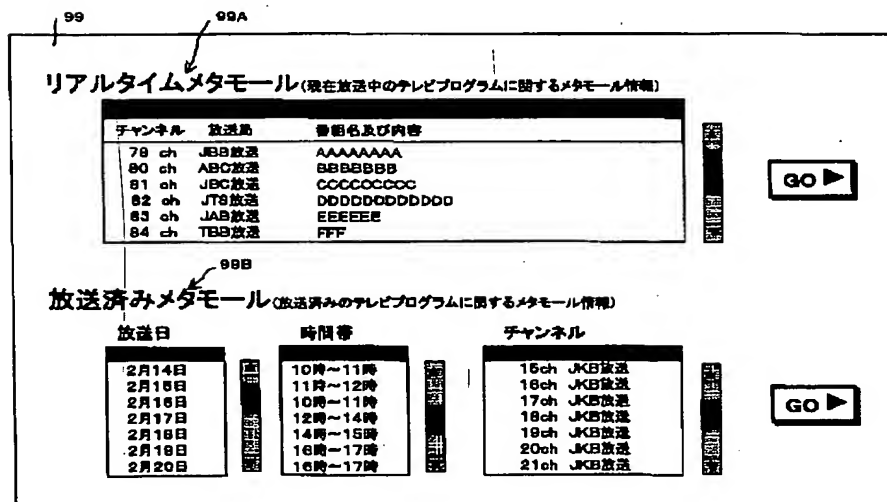 99
99A
リアルタイムメタモール(現在放送中のテレビプログラムに関するメタモール情報)
チャンネル 放送局 番組名及び内容
79 ch JBB放送 AAAAAAAA
80 ch ABC放送 BBBBBBB
81 ch JBC放送 CCCCCCCCC
82 ch JTS放送 DDDDDDDDDDDD
83 ch JAB放送 EEEEEE
84 ch TBB放送 FFF
GO ▶
99B
放送済みメタモール(放送済みのテレビプログラムに関するメタモール情報)
放送日 時間帯 チャンネル
2月14日 10時～11時 15ch JKB放送
2月15日 11時～12時 16ch JKB放送
2月16日 10時～11時 17ch JKB放送
2月17日 12時～14時 18ch JKB放送
2月18日 14時～15時 19ch JKB放送
2月19日 16時～17時 20ch JKB放送
2月20日 16時～17時 21ch JKB放送
GO ▶